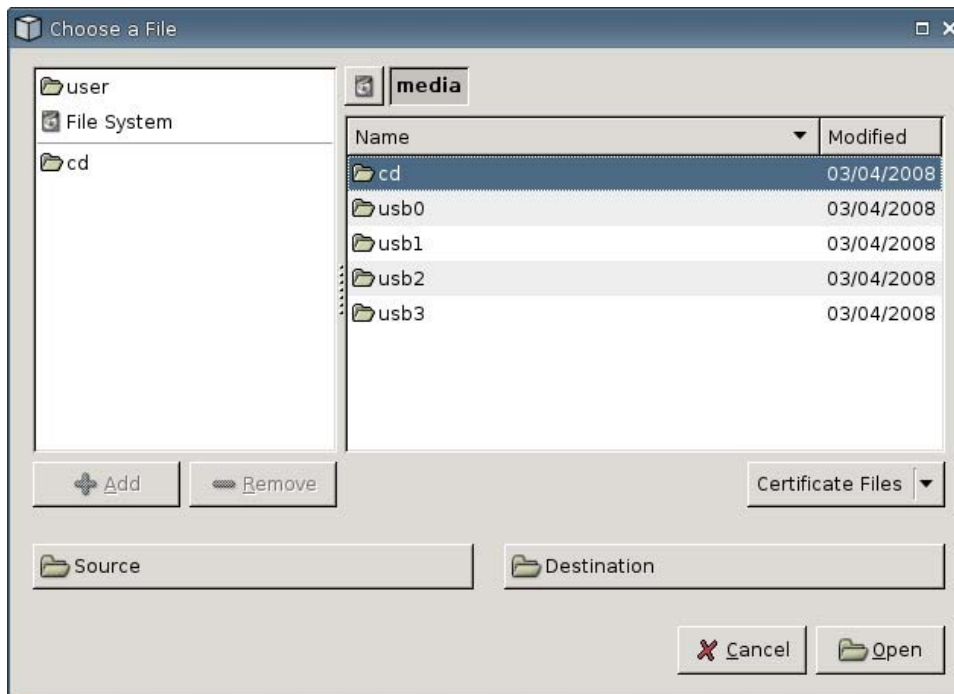 Choose a File
user
File System
cd
media
Name Modified
cd 03/04/2008
usb0 03/04/2008
usb1 03/04/2008
usb2 03/04/2008
usb3 03/04/2008
Add Remove Certificate Files
Source Destination
Cancel Open